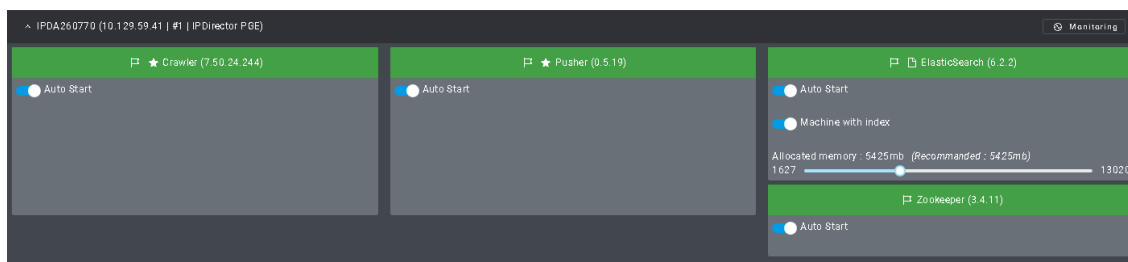 IPDA260770 (10.129.59.41 | #1 | IPDirector PGE)
Monitoring
Crawler (7.50.24.244)
Auto Start
Pusher (0.5.19)
Auto Start
ElasticSearch (6.2.2)
Auto Start
Machine with index
Allocated memory : 5425mb (Recommanded : 5425mb)
1627 13020
Zookeeper (3.4.11)
Auto Start